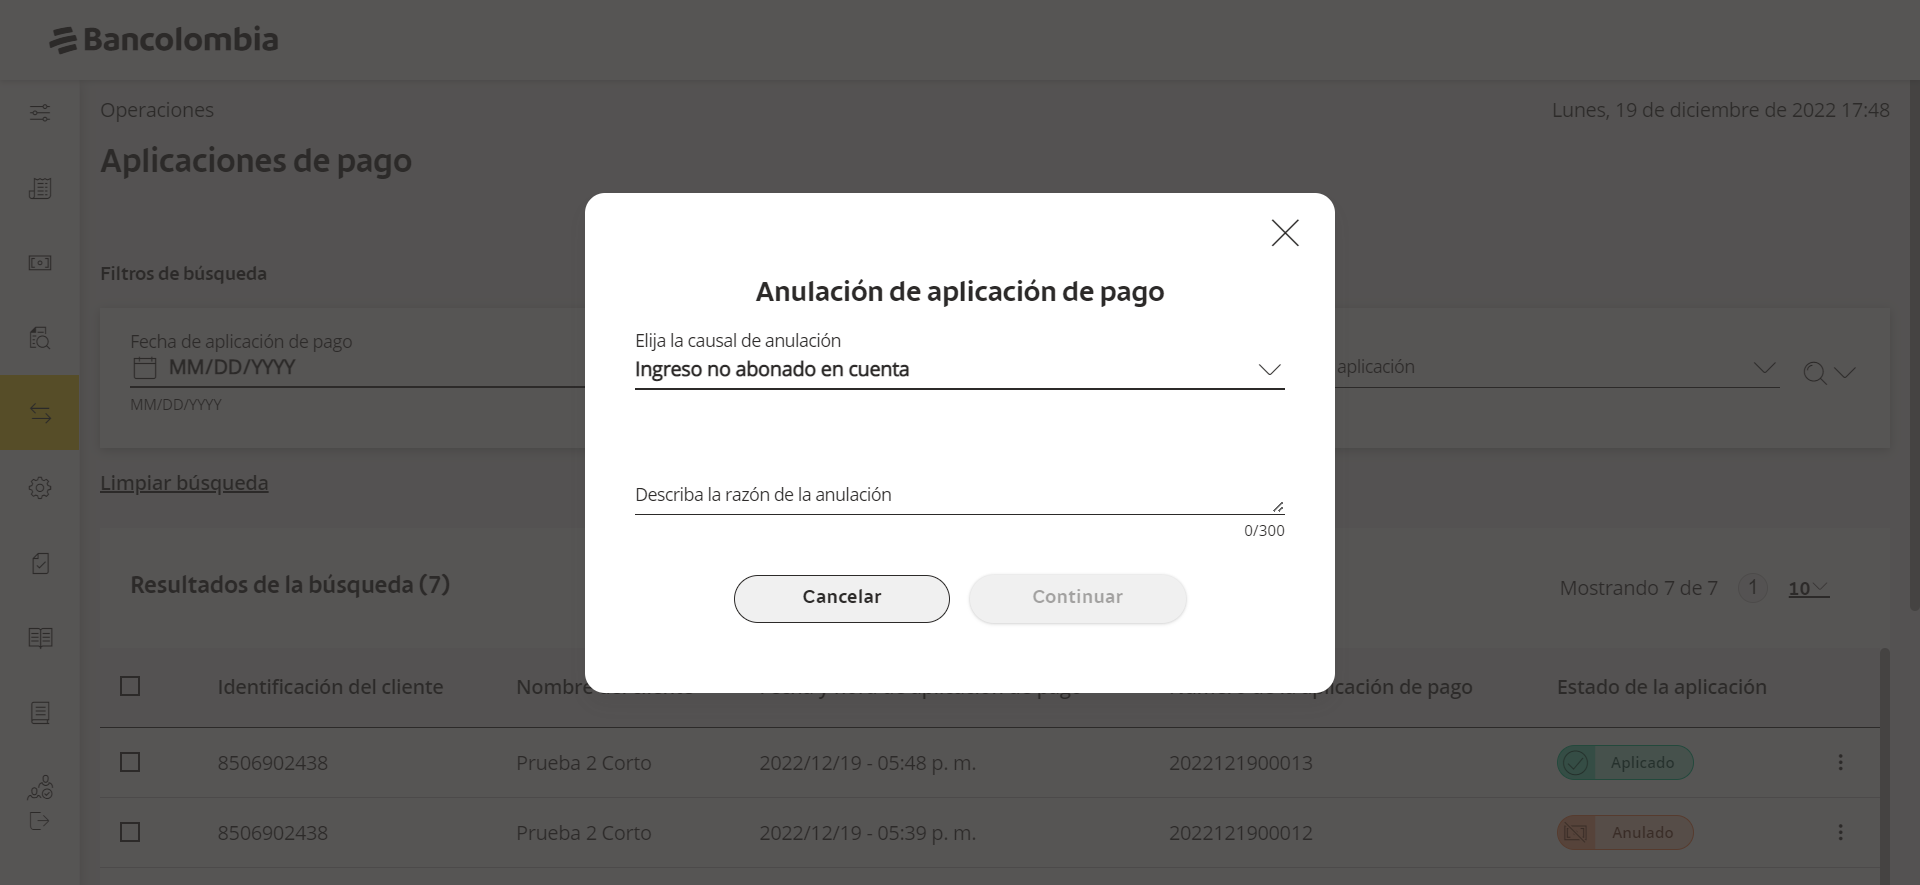 Bancolombia
Operaciones
Lunes, 19 de diciembre de 2022 17:48
Aplicaciones de pago
Filtros de búsqueda
Fecha de aplicación de pago
MM/DD/YYYY
MM/DD/YYYY
aplicación
Limpiar búsqueda
Anulación de aplicación de pago
Elija la causal de anulación
Ingreso no abonado en cuenta
Describa la razón de la anulación
0/300
Cancelar Continuar
Resultados de la búsqueda (7)
Mostrando 7 de 7 1 10
Identificación del cliente Nombre de pago Estado de la aplicación
8506902438 Prueba 2 Corto 2022/12/19 - 05:48 p. m. 2022121900013 Aplicado
8506902438 Prueba 2 Corto 2022/12/19 - 05:39 p. m. 2022121900012 Anulado